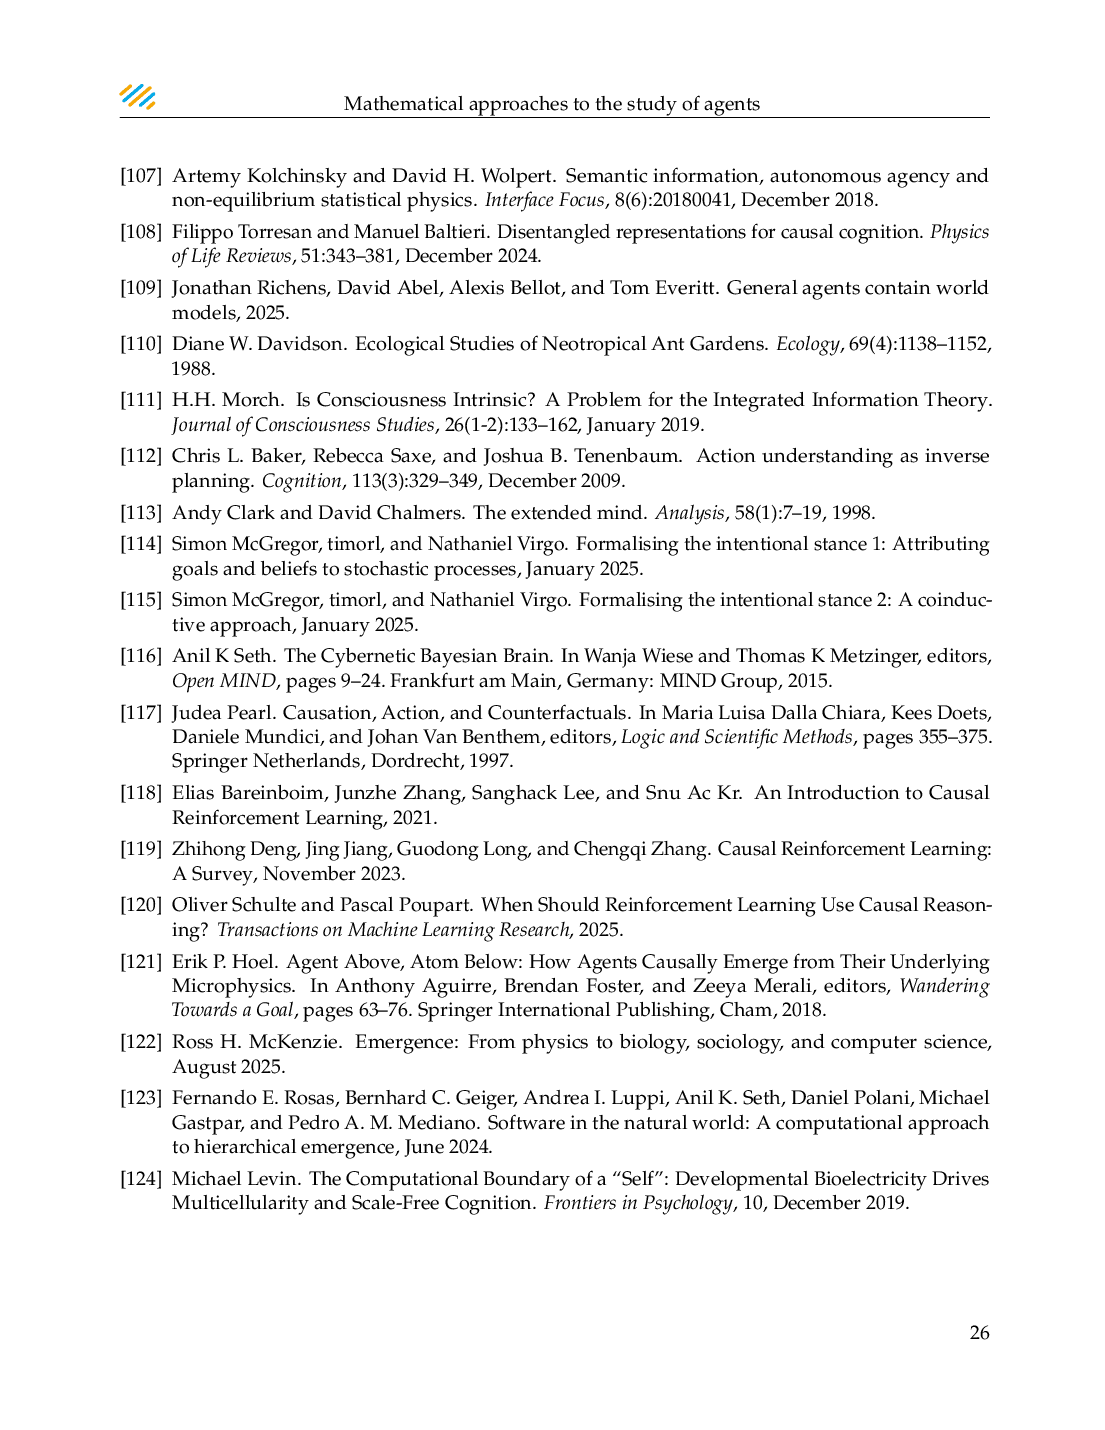 Mathematical approaches to the study of agents
[107] Artemy Kolchinsky and David H. Wolpert. Semantic information, autonomous agency and
non-equilibrium statistical physics. Interface Focus, 8(6):20180041, December 2018.
[108] Filippo Torresan and Manuel Baltieri. Disentangled representations for causal cognition. Physics
of Life Reviews, 51:343–381, December 2024.
[109] Jonathan Richens, David Abel, Alexis Bellot, and Tom Everitt. General agents contain world
models, 2025.
[110] Diane W. Davidson. Ecological Studies of Neotropical Ant Gardens. Ecology, 69(4):1138–1152,
1988.
[111] H.H. Morch. Is Consciousness Intrinsic? A Problem for the Integrated Information Theory.
Journal of Consciousness Studies, 26(1-2):133–162, January 2019.
[112] Chris L. Baker, Rebecca Saxe, and Joshua B. Tenenbaum. Action understanding as inverse
planning. Cognition, 113(3):329–349, December 2009.
[113] Andy Clark and David Chalmers. The extended mind. Analysis, 58(1):7–19, 1998.
[114] Simon McGregor, timorl, and Nathaniel Virgo. Formalising the intentional stance 1: Attributing
goals and beliefs to stochastic processes, January 2025.
[115] Simon McGregor, timorl, and Nathaniel Virgo. Formalising the intentional stance 2: A coinduc-
tive approach, January 2025.
[116] Anil K Seth. The Cybernetic Bayesian Brain. In Wanja Wiese and Thomas K Metzinger, editors,
Open MIND, pages 9–24. Frankfurt am Main, Germany: MIND Group, 2015.
[117] Judea Pearl. Causation, Action, and Counterfactuals. In Maria Luisa Dalla Chiara, Kees Doets,
Daniele Mundici, and Johan Van Benthem, editors, Logic and Scientific Methods, pages 355–375.
Springer Netherlands, Dordrecht, 1997.
[118] Elias Bareinboim, Junzhe Zhang, Sanghack Lee, and Snu Ac Kr. An Introduction to Causal
Reinforcement Learning, 2021.
[119] Zhihong Deng, Jing Jiang, Guodong Long, and Chengqi Zhang. Causal Reinforcement Learning:
A Survey, November 2023.
[120] Oliver Schulte and Pascal Poupart. When Should Reinforcement Learning Use Causal Reason-
ing? Transactions on Machine Learning Research, 2025.
[121] Erik P. Hoel. Agent Above, Atom Below: How Agents Causally Emerge from Their Underlying
Microphysics. In Anthony Aguirre, Brendan Foster, and Zeeya Merali, editors, Wandering
Towards a Goal, pages 63–76. Springer International Publishing, Cham, 2018.
[122] Ross H. McKenzie. Emergence: From physics to biology, sociology, and computer science,
August 2025.
[123] Fernando E. Rosas, Bernhard C. Geiger, Andrea I. Luppi, Anil K. Seth, Daniel Polani, Michael
Gastpar, and Pedro A. M. Mediano. Software in the natural world: A computational approach
to hierarchical emergence, June 2024.
[124] Michael Levin. The Computational Boundary of a “Self”: Developmental Bioelectricity Drives
Multicellularity and Scale-Free Cognition. Frontiers in Psychology, 10, December 2019.
26